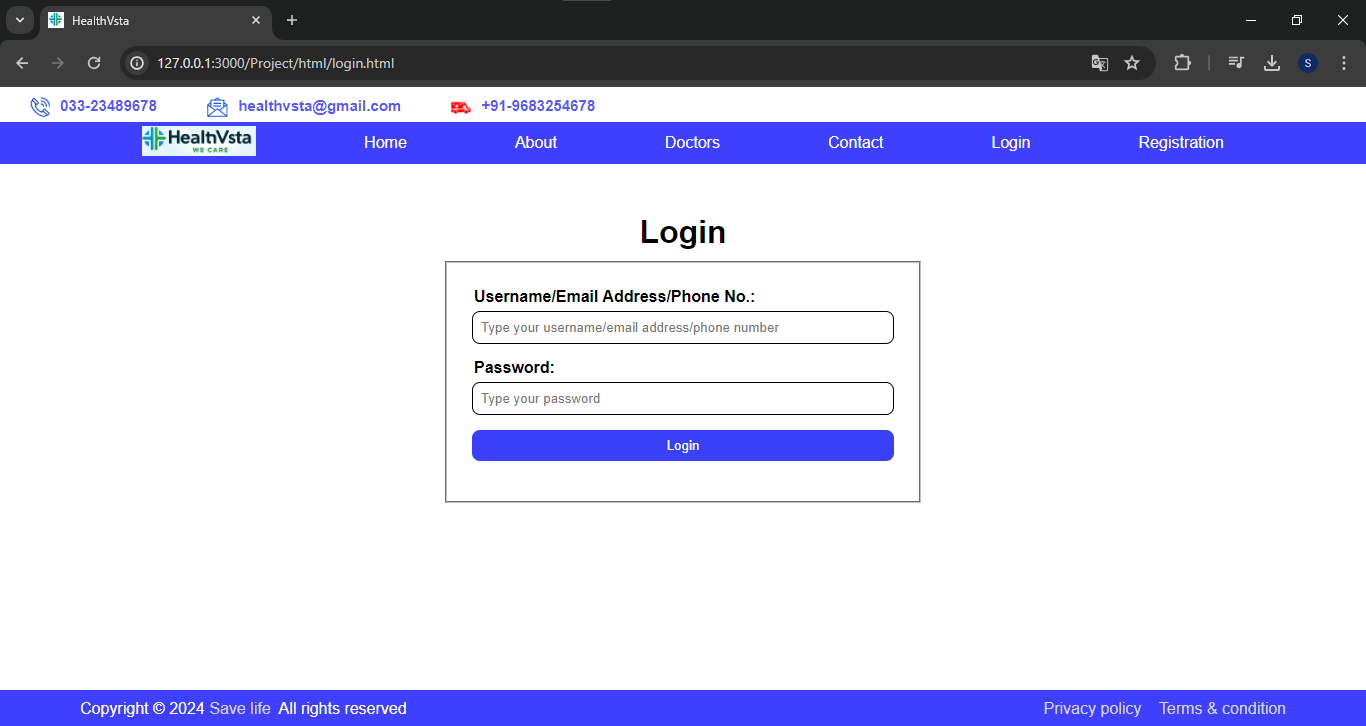 HealthVsta
127.0.0.1:3000/Project/html/login.html
S
033-23489678 healthvsta@gmail.com +91-9683254678
HealthVsta
WE CARE
Home About Doctors Contact Login Registration
Login
Username/Email Address/Phone No.:
Type your username/email address/phone number
Password:
Type your password
Login
Copyright © 2024 Save life All rights reserved Privacy policy Terms & condition